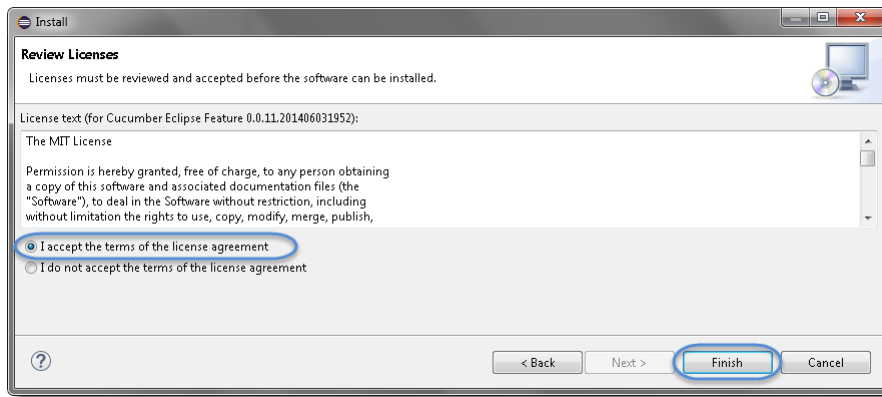 Install
Review Licenses
Licenses must be reviewed and accepted before the software can be installed.
License text (for Cucumber Eclipse Feature 0.0.11.201406031952):
The MIT License
Permission is hereby granted, free of charge, to any person obtaining
a copy of this software and associated documentation files (the
"Software"), to deal in the Software without restriction, including
without limitation the rights to use, copy, modify, merge, publish,
I accept the terms of the license agreement
I do not accept the terms of the license agreement
? < Back Next > Finish Cancel